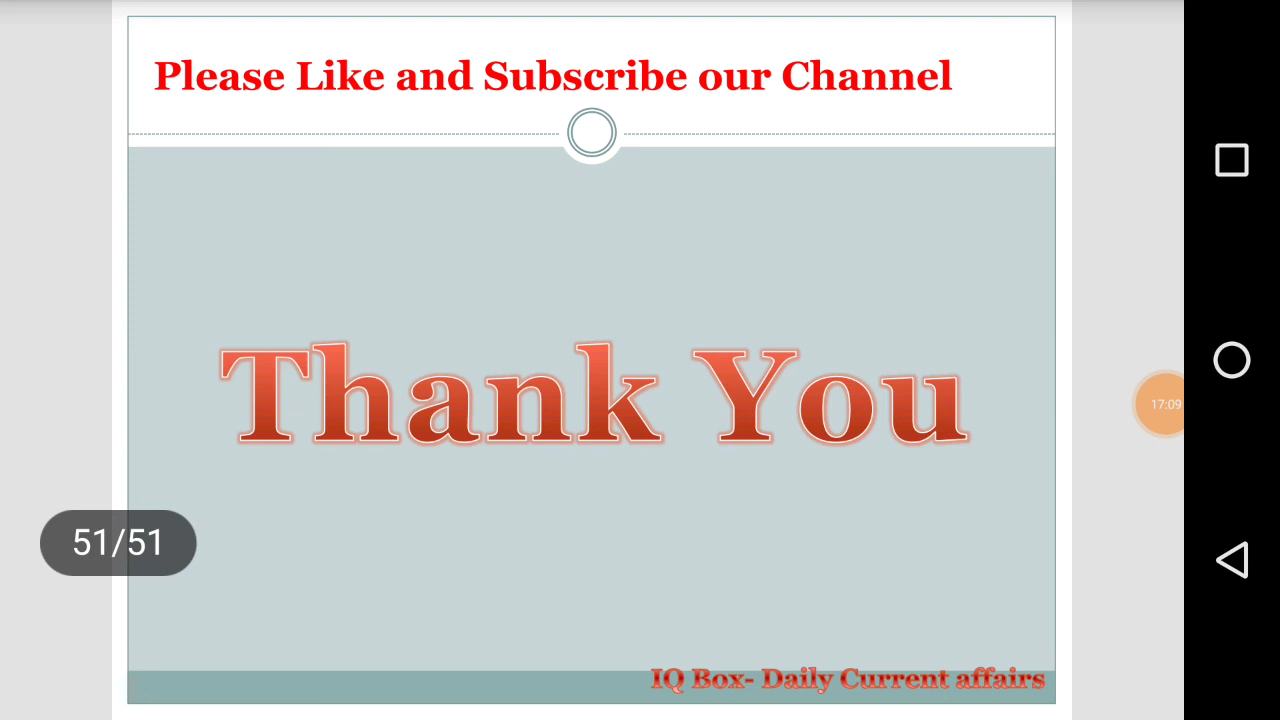 Please Like and Subscribe our Channel
Thank You
17:09
51/51
IQ Box- Daily Current affairs